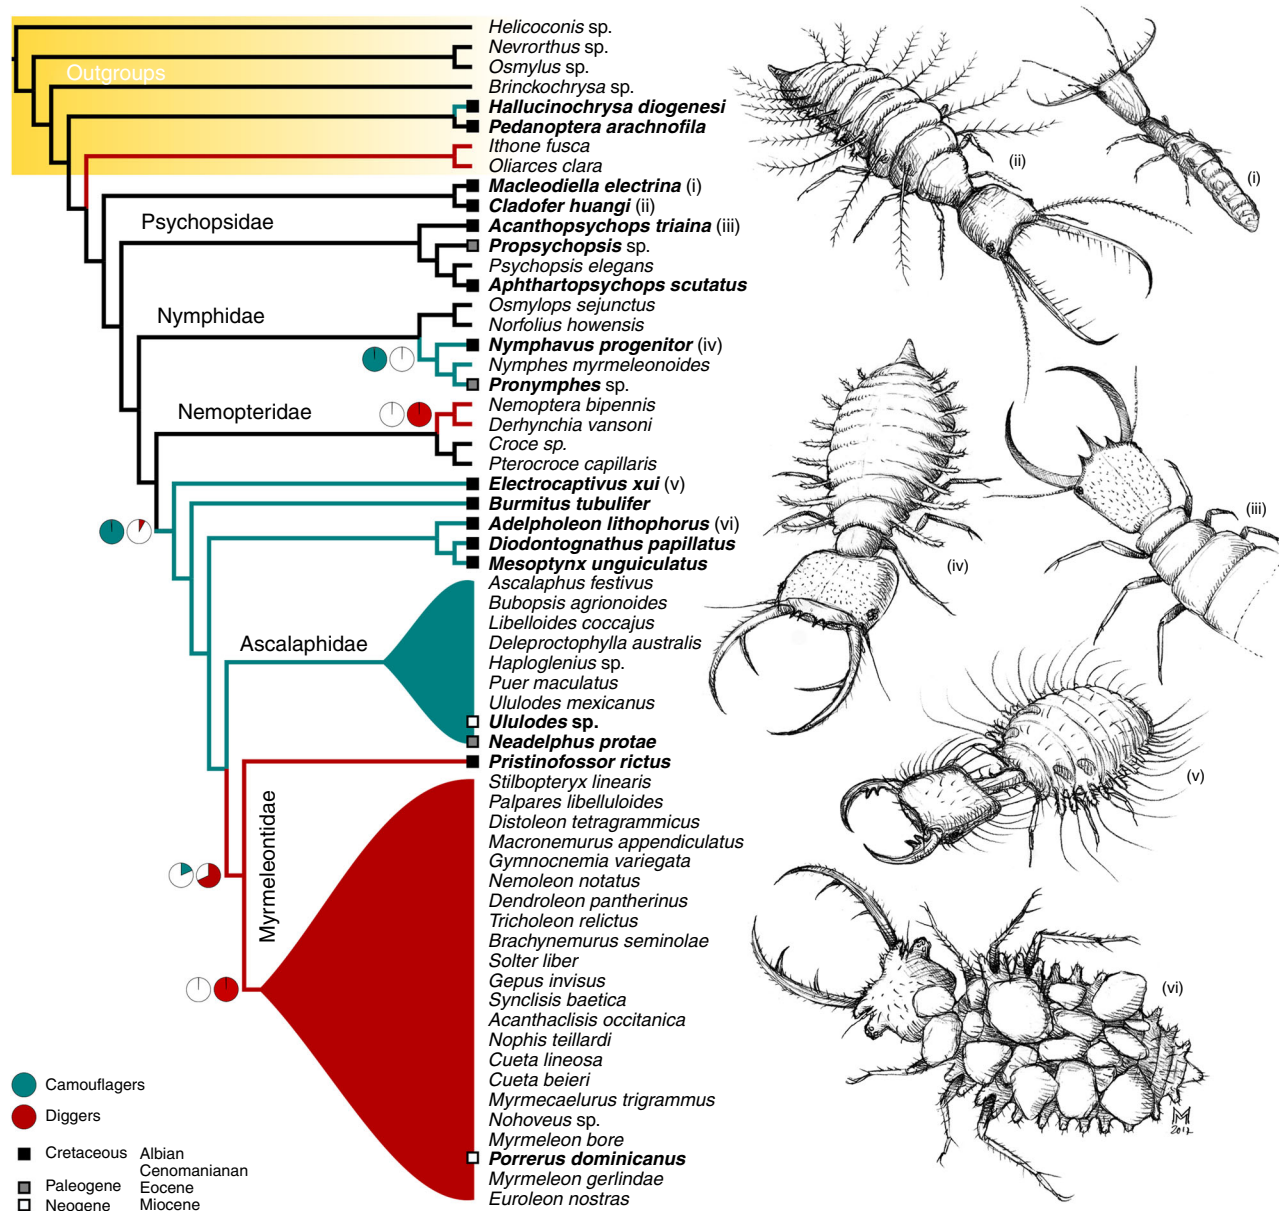 Helicoconis sp.
Nevrorthus sp.
Osmylus sp.
Outgroups
Brinckochrysa sp.
Hallucinochrysa diogenesi
Pedanoptera arachnofila
Ithone fusca
Oliarces clara
Macleodiella electrina (i)
Cladofer huangi (ii)
Psychopsidae
Acanthopsychops triaina (iii)
Propsychopsis sp.
Psychopsis elegans
Aphthartopsychops scutatus
Osmylops sejunctus
Nymphidae
Norfolius howensis
Nymphavus progenitor (iv)
Nymphes myrmeleonoides
Pronymphes sp.
Nemopteridae
Nemoptera bipennis
Derhynchia vansoni
Croce sp.
Pterocroce capillaris
Electrocaptivus xui (v)
Burmitus tubulifer
Adelpholeon lithophorus (vi)
Diodontognathus papillatus
Mesoptynx unguiculatus
Ascalaphus festivus
Bubopsis agrionoides
Libelloides coccajus
Ascalaphidae
Deleproctophylla australis
Haploglenius sp.
Puer maculatus
Ululodes mexicanus
Ululodes sp.
Neadelphus protae
Pristinofossor rictus
Myrmeleontidae
Stilbopteryx linearis
Palpares libelluloides
Distoleon tetragrammicus
Macronemurus appendiculatus
Gymnocnemia variegata
Nemoleon notatus
Dendroleon pantherinus
Tricholeon relictus
Brachynemurus seminolae
Solter liber
Gepus invisus
Synclisis baetica
Acanthaclisis occitanica
Nophis teillardi
Cueta lineosa
Cueta beieri
Myrmecaelurus trigrammus
Nohoveus sp.
Myrmeleon bore
Porrerus dominicanus
Myrmeleon gerlindae
Euroleon nostras
Camouflagers
Diggers
Cretaceous Albian
Cenomanianan
Paleogene Eocene
Neogene Miocene
(i)
(ii)
(iii)
(iv)
(v)
(vi)
M
2017